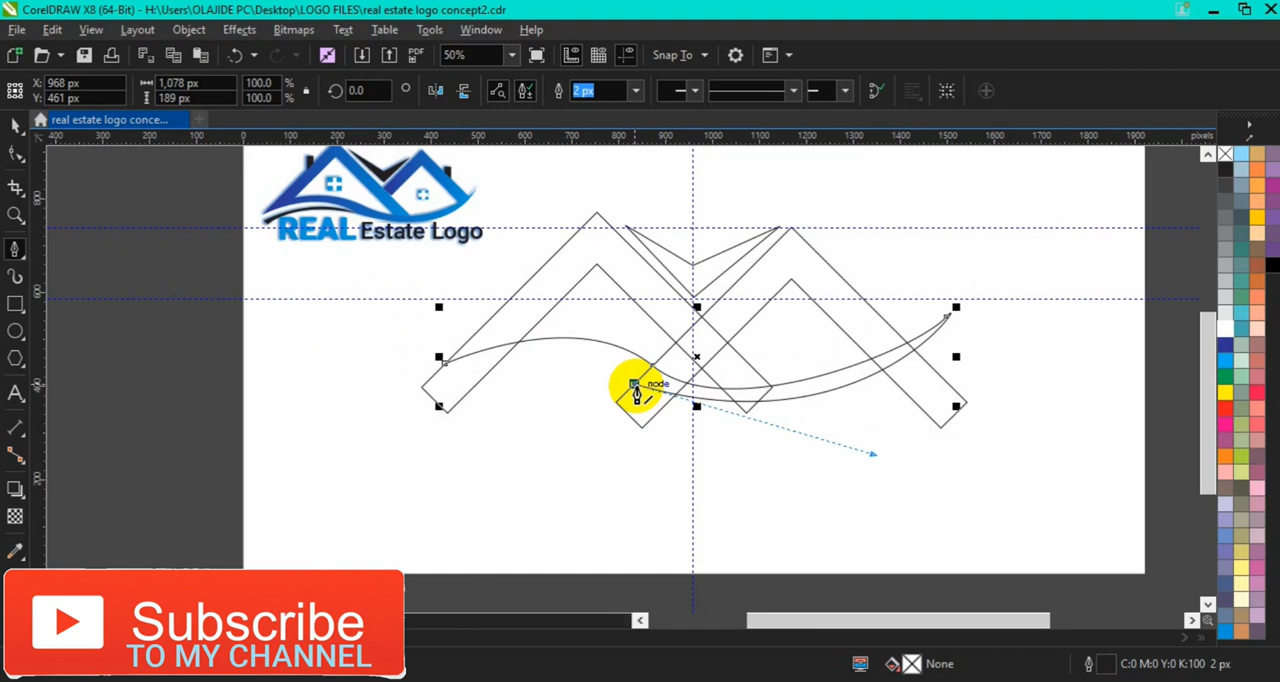 CorelDRAW X8 (64-Bit) - H:\Users\OLAJIDE PC\Desktop\LOGO FILES\real estate logo concept2.cdr
File Edit View Layout Object Effects Bitmaps Text Table Tools Window Help
50% Snap To
X: 968 px 1,078 px 100.0 %
Y: 461 px 189 px 100.0 %
0.0 2 px
real estate logo conce...
400 300 200 100 0 100 200 300 400 500 600 700 800 900 1000 1100 1200 1300 1400 1500 1600 1700 1800 1900 pixels
800
600
400
200
REAL Estate Logo
node
Subscribe
TO MY CHANNEL
None C:0 M:0 Y:0 K:100 2 px